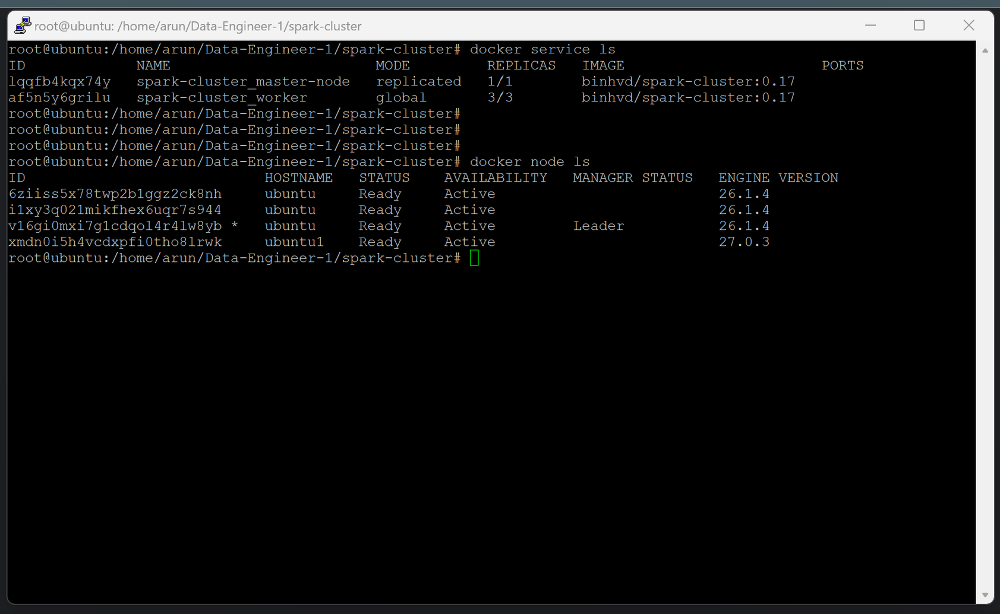 root@ubuntu: /home/arun/Data-Engineer-1/spark-cluster
root@ubuntu:/home/arun/Data-Engineer-1/spark-cluster# docker service ls
ID             NAME                        MODE         REPLICAS   IMAGE                        PORTS
lqqfb4kqx74y   spark-cluster_master-node   replicated   1/1        binhvd/spark-cluster:0.17
af5n5y6grilu   spark-cluster_worker        global       3/3        binhvd/spark-cluster:0.17
root@ubuntu:/home/arun/Data-Engineer-1/spark-cluster#
root@ubuntu:/home/arun/Data-Engineer-1/spark-cluster#
root@ubuntu:/home/arun/Data-Engineer-1/spark-cluster#
root@ubuntu:/home/arun/Data-Engineer-1/spark-cluster# docker node ls
ID                            HOSTNAME   STATUS    AVAILABILITY   MANAGER STATUS   ENGINE VERSION
6ziiss5x78twp2b1ggz2ck8nh     ubuntu     Ready     Active                          26.1.4
i1xy3q021mikfhex6uqr7s944     ubuntu     Ready     Active                          26.1.4
v16gi0mxi7g1cdqol4r4lw8yb *   ubuntu     Ready     Active         Leader           26.1.4
xmdn0i5h4vcdxpfi0tho8lrwk     ubuntu1    Ready     Active                          27.0.3
root@ubuntu:/home/arun/Data-Engineer-1/spark-cluster#